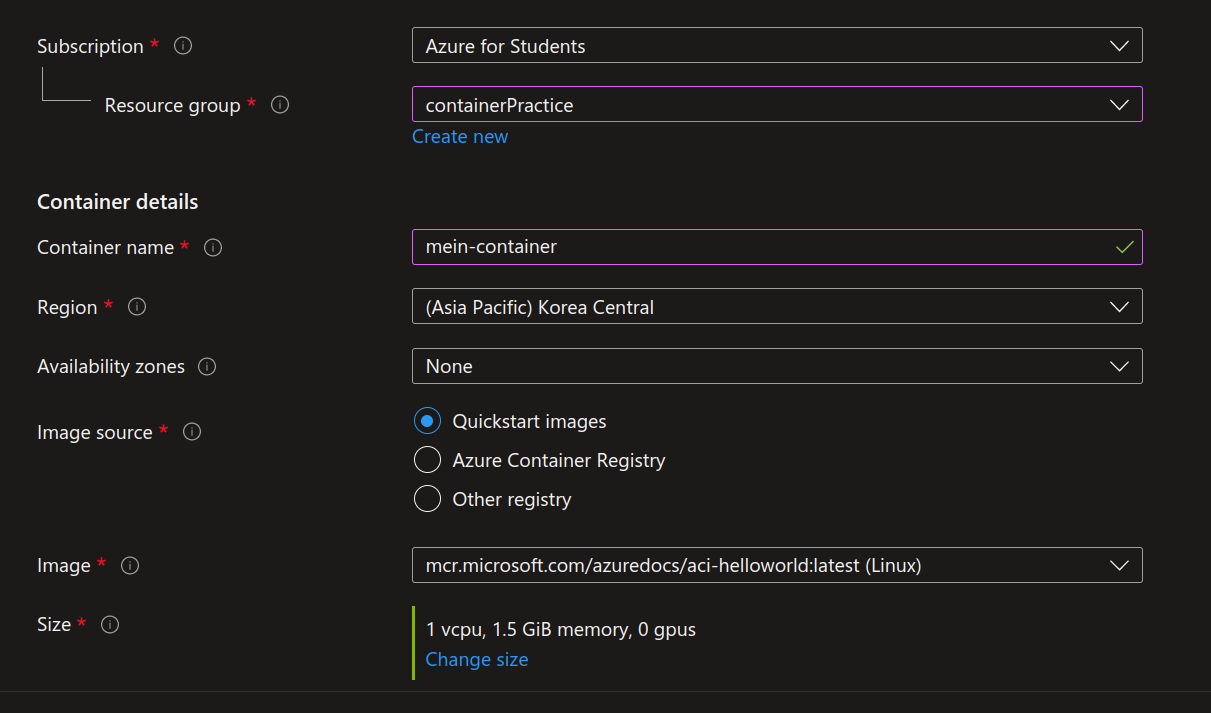 Subscription *
Azure for Students
Resource group *
containerPractice
Create new
Container details
Container name *
mein-container
Region *
(Asia Pacific) Korea Central
Availability zones
None
Image source *
Quickstart images
Azure Container Registry
Other registry
Image *
mcr.microsoft.com/azuredocs/aci-helloworld:latest (Linux)
Size *
1 vcpu, 1.5 GiB memory, 0 gpus
Change size